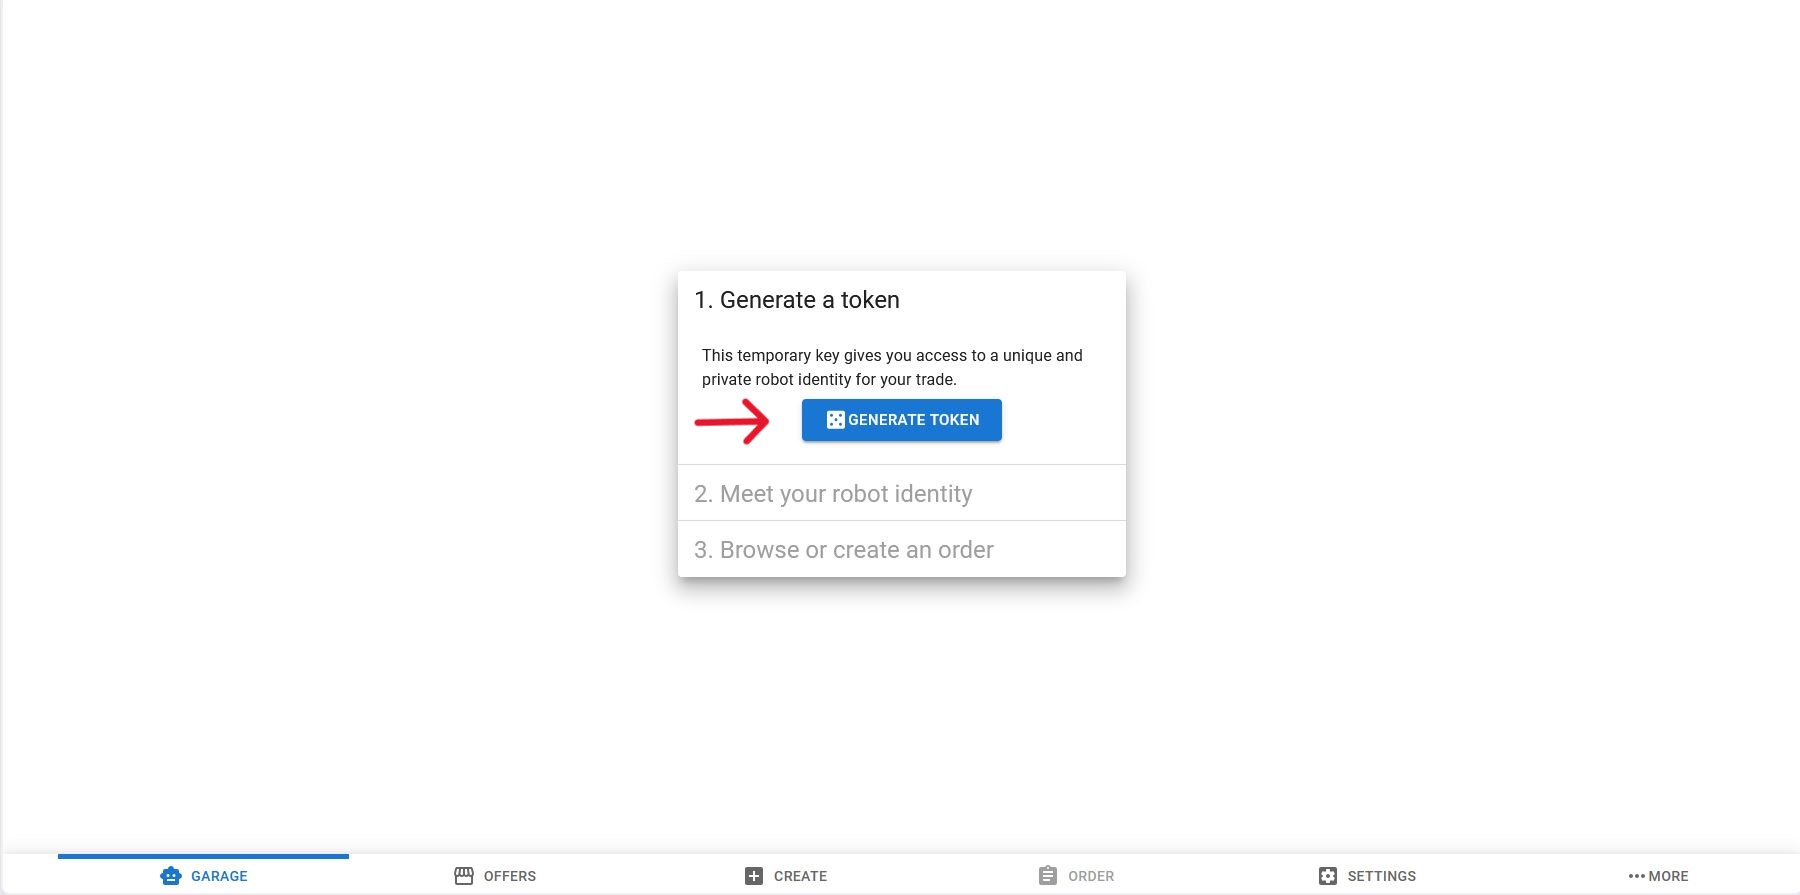 1. Generate a token
This temporary key gives you access to a unique and
private robot identity for your trade.
GENERATE TOKEN
2. Meet your robot identity
3. Browse or create an order
GARAGE
OFFERS
CREATE
ORDER
SETTINGS
MORE